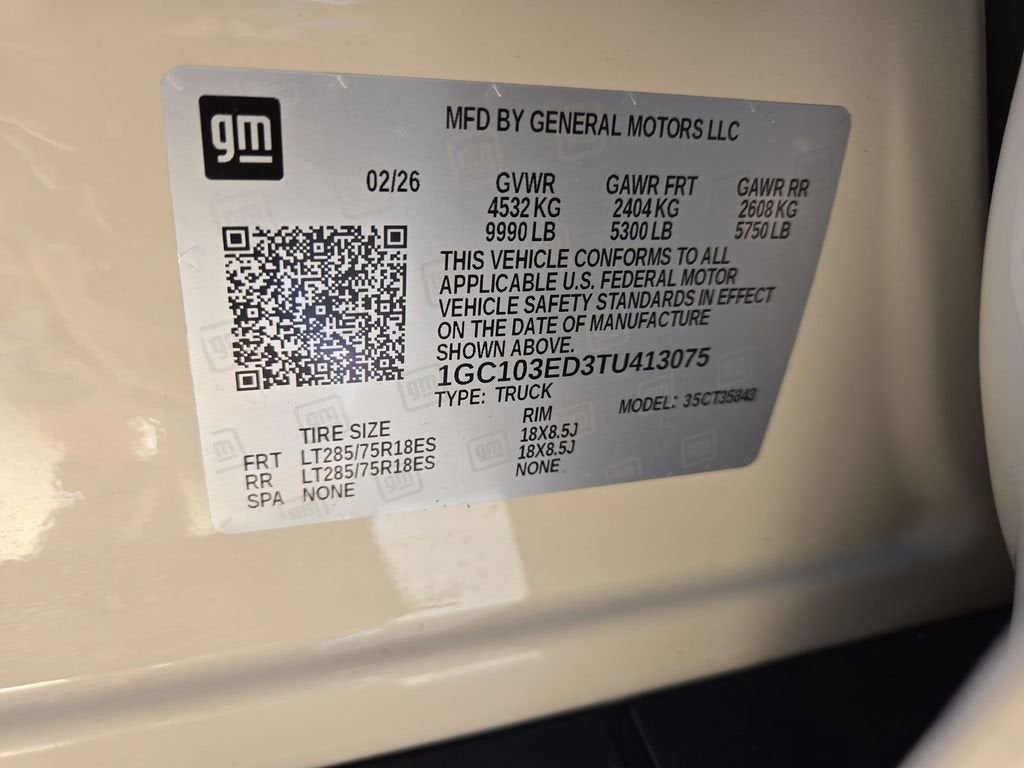 gm
MFD BY GENERAL MOTORS LLC
02/26 GVWR GAWR FRT GAWR RR
4532 KG 2404 KG 2608 KG
9990 LB 5300 LB 5750 LB
THIS VEHICLE CONFORMS TO ALL
APPLICABLE U.S. FEDERAL MOTOR
VEHICLE SAFETY STANDARDS IN EFFECT
ON THE DATE OF MANUFACTURE
SHOWN ABOVE.
1GC103ED3TU413075
TYPE: TRUCK MODEL: 35CT35843
TIRE SIZE RIM
FRT LT285/75R18ES 18X8.5J
RR LT285/75R18ES 18X8.5J
SPA NONE NONE